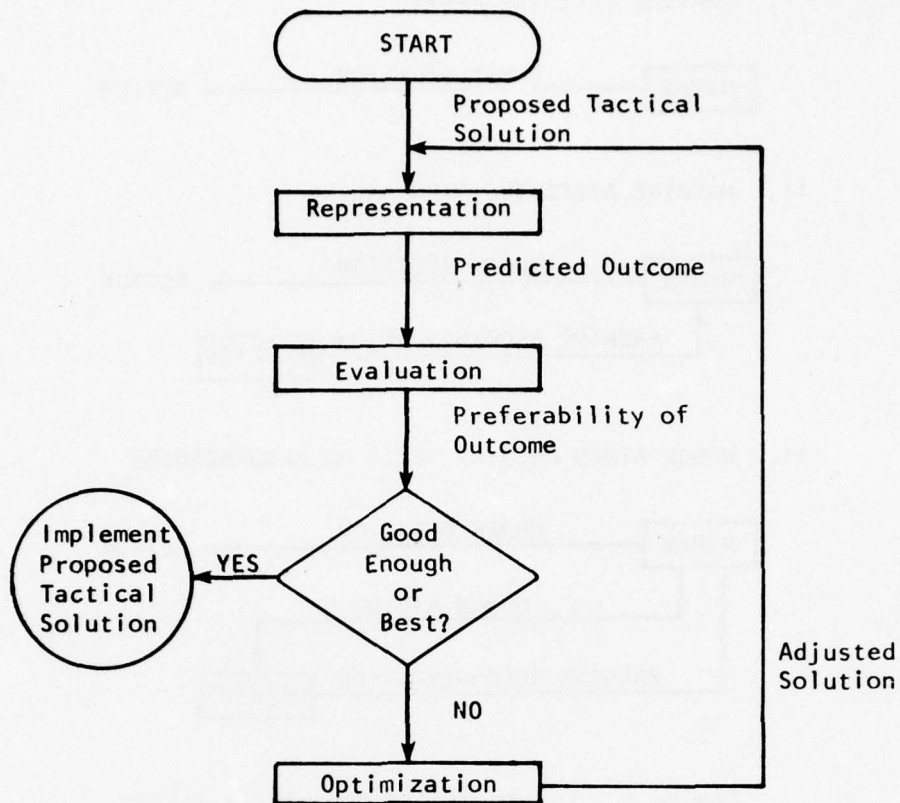 START
Proposed Tactical
Solution
Representation
Predicted Outcome
Evaluation
Preferability of
Outcome
Good
Enough
or
Best?
YES
Implement
Proposed
Tactical
Solution
NO
Adjusted
Solution
Optimization